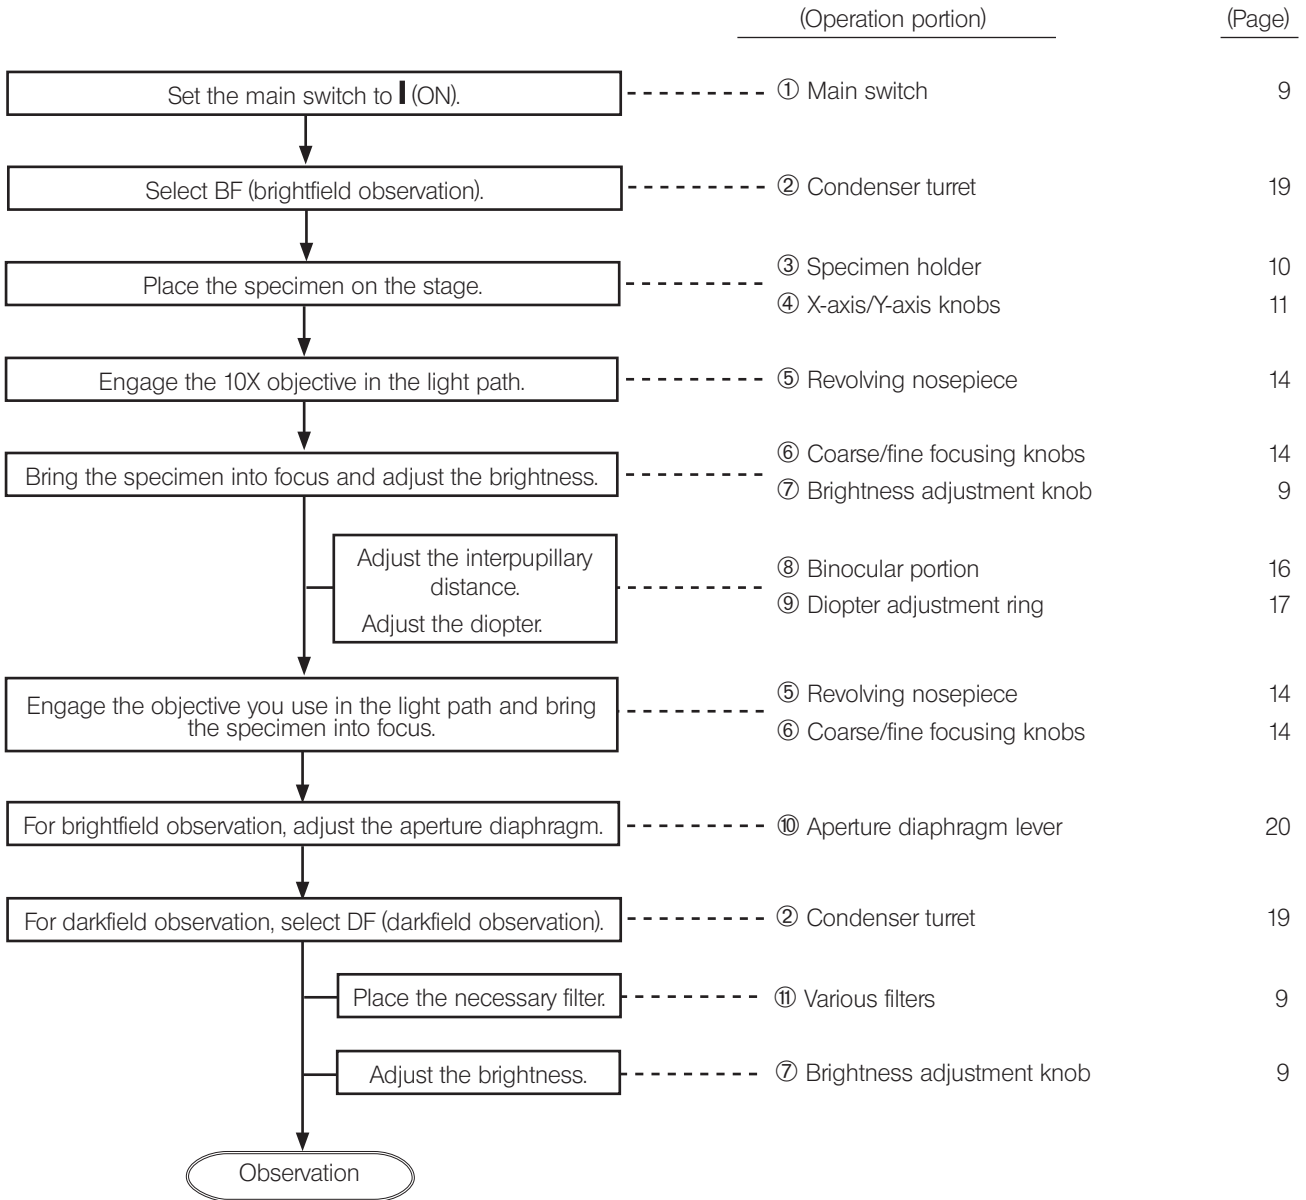 (Operation portion) (Page)
Set the main switch to I (ON). ① Main switch 9
Select BF (brightfield observation). ② Condenser turret 19
③ Specimen holder 10
Place the specimen on the stage.
④ X-axis/Y-axis knobs 11
Engage the 10X objective in the light path. ⑤ Revolving nosepiece 14
⑥ Coarse/fine focusing knobs 14
Bring the specimen into focus and adjust the brightness.
⑦ Brightness adjustment knob 9
Adjust the interpupillary
distance.
Adjust the diopter.
⑧ Binocular portion 16
⑨ Diopter adjustment ring 17
Engage the objective you use in the light path and bring
the specimen into focus.
⑤ Revolving nosepiece 14
⑥ Coarse/fine focusing knobs 14
For brightfield observation, adjust the aperture diaphragm. ⑩ Aperture diaphragm lever 20
For darkfield observation, select DF (darkfield observation). ② Condenser turret 19
Place the necessary filter. ⑪ Various filters 9
Adjust the brightness. ⑦ Brightness adjustment knob 9
Observation